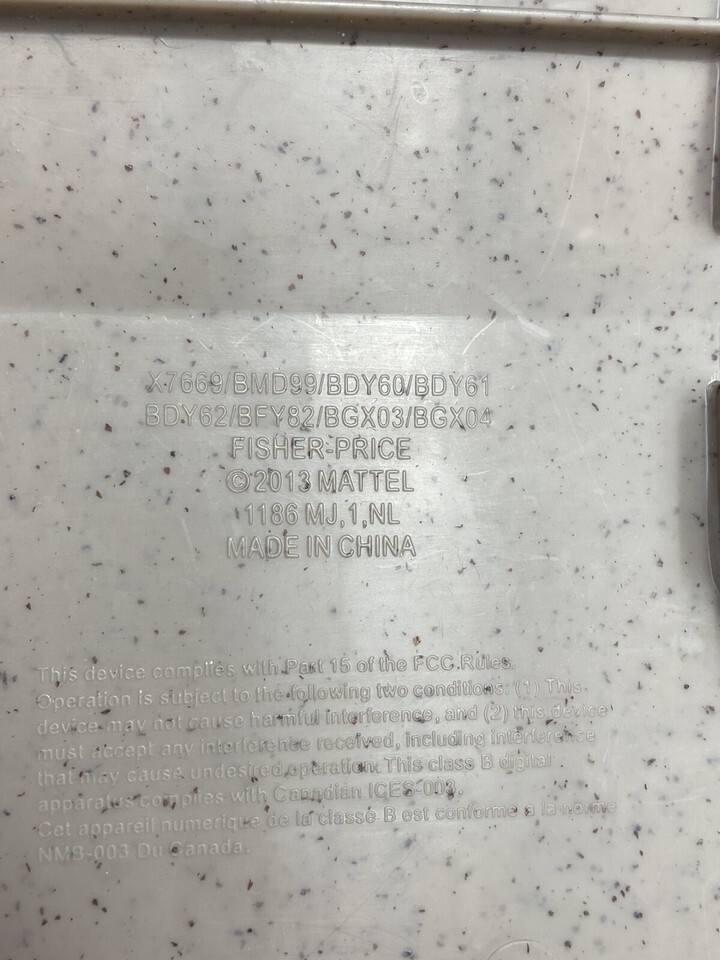 X7669/BMD99/BDY60/BDY61
BDY62/BFY82/BGX03/BGX04
FISHER-PRICE
©2013 MATTEL
1186 MJ,1,NL
MADE IN CHINA
This device complies with Part 15 of the FCC Rules.
Operation is subject to the following two conditions: (1) This
device may not cause harmful interference, and (2) this device
must accept any interference received, including interference
that may cause undesired operation. This class B digital
apparatus complies with Canadian ICES-003.
Cet appareil numerique de la classe B est conforme a la norme
NMB-003 Du Canada.